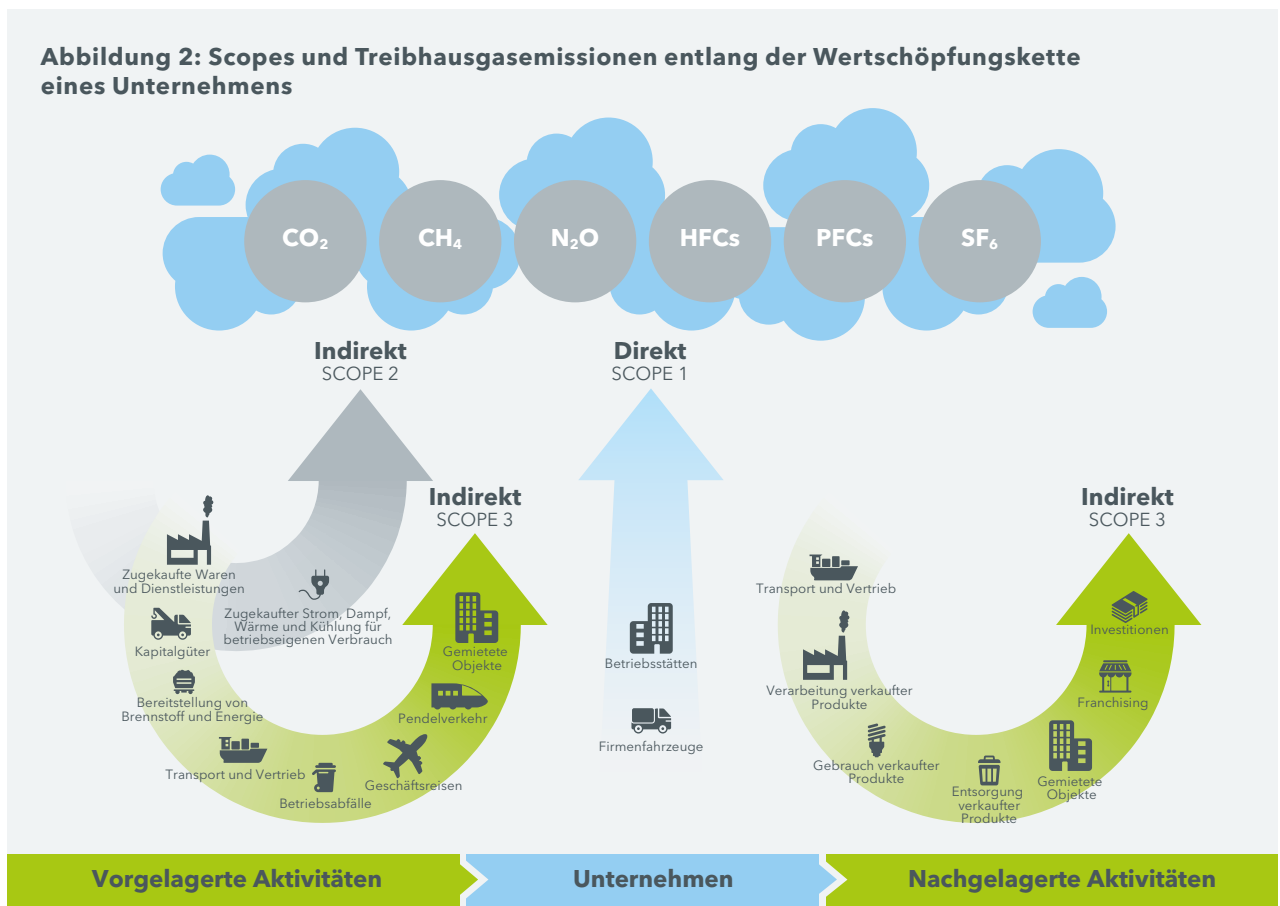 Abbildung 2: Scopes und Treibhausgasemissionen entlang der Wertschöpfungskette
eines Unternehmens
CO₂
CH₄
N₂O
HFCs
PFCs
SF₆
Indirekt
SCOPE 2
Direkt
SCOPE 1
Indirekt
SCOPE 3
Indirekt
SCOPE 3
Zugekaufte Waren
und Dienstleistungen
Kapitalgüter
Bereitstellung von
Brennstoff und Energie
Transport und Vertrieb
Betriebsabfälle
Geschäftsreisen
Pendelverkehr
Gemietete
Objekte
Zugekaufter Strom, Dampf,
Wärme und Kühlung für
betriebseigenen Verbrauch
Betriebsstätten
Firmenfahrzeuge
Transport und Vertrieb
Verarbeitung verkaufter
Produkte
Gebrauch verkaufter
Produkte
Entsorgung
verkaufter
Produkte
Gemietete
Objekte
Franchising
Investitionen
Vorgelagerte Aktivitäten
Unternehmen
Nachgelagerte Aktivitäten